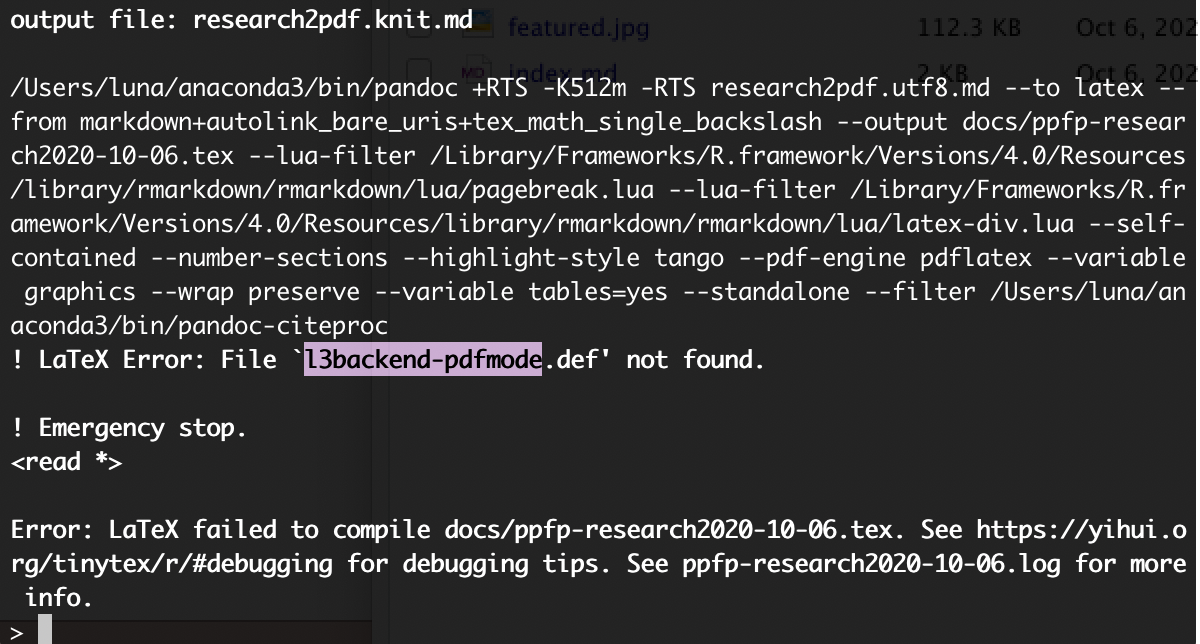 output file: research2pdf.knit.md
featured.jpg 112.3 KB Oct 6, 202
index.md 2 KB Oct 6, 202
/Users/luna/anaconda3/bin/pandoc +RTS -K512m -RTS research2pdf.utf8.md --to latex --
from markdown+autolink_bare_uris+tex_math_single_backslash --output docs/ppfp-resear
ch2020-10-06.tex --lua-filter /Library/Frameworks/R.framework/Versions/4.0/Resources
/library/rmarkdown/rmarkdown/lua/pagebreak.lua --lua-filter /Library/Frameworks/R.fr
amework/Versions/4.0/Resources/library/rmarkdown/rmarkdown/lua/latex-div.lua --self-
contained --number-sections --highlight-style tango --pdf-engine pdflatex --variable
 graphics --wrap preserve --variable tables=yes --standalone --filter /Users/luna/an
aconda3/bin/pandoc-citeproc
! LaTeX Error: File `l3backend-pdfmode.def' not found.
! Emergency stop.
<read *>
Error: LaTeX failed to compile docs/ppfp-research2020-10-06.tex. See https://yihui.o
rg/tinytex/r/#debugging for debugging tips. See ppfp-research2020-10-06.log for more
 info.
>